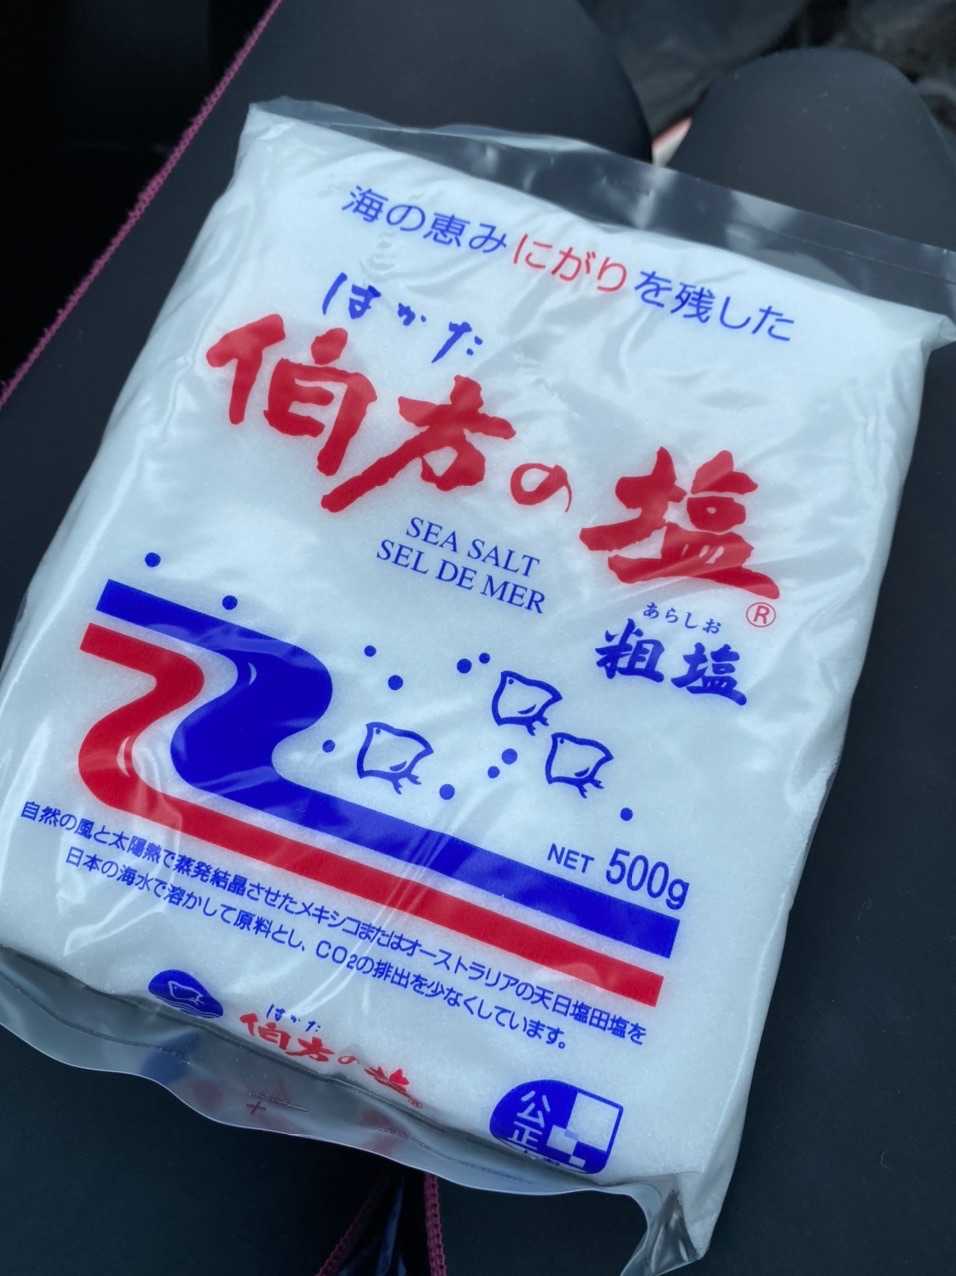 海の恵みにがりを残した
はかた
伯方の塩
SEA SALT
SEL DE MER
®
あらしお
粗塩
NET 500g
自然の風と太陽熱で蒸発結晶させたメキシコまたはオーストラリアの天日塩田塩を
日本の海水で溶かして原料とし、CO2の排出を少なくしています。
はかた
伯方の塩®
公正